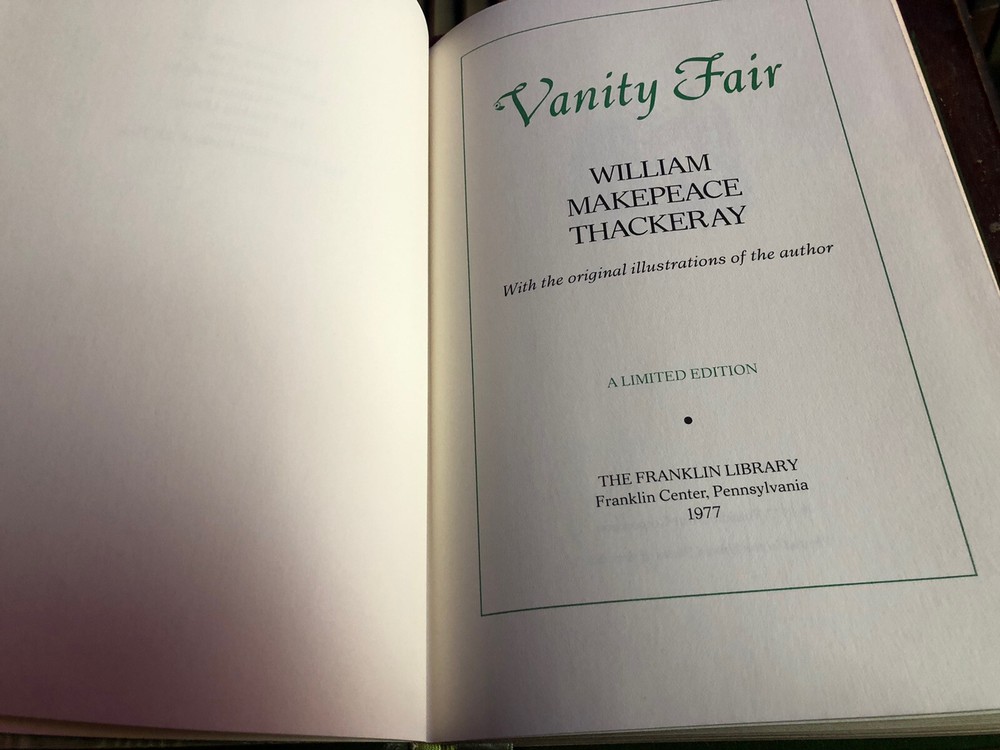 Vanity Fair
WILLIAM
MAKEPEACE
THACKERAY
With the original illustrations of the author
A LIMITED EDITION
THE FRANKLIN LIBRARY
Franklin Center, Pennsylvania
1977